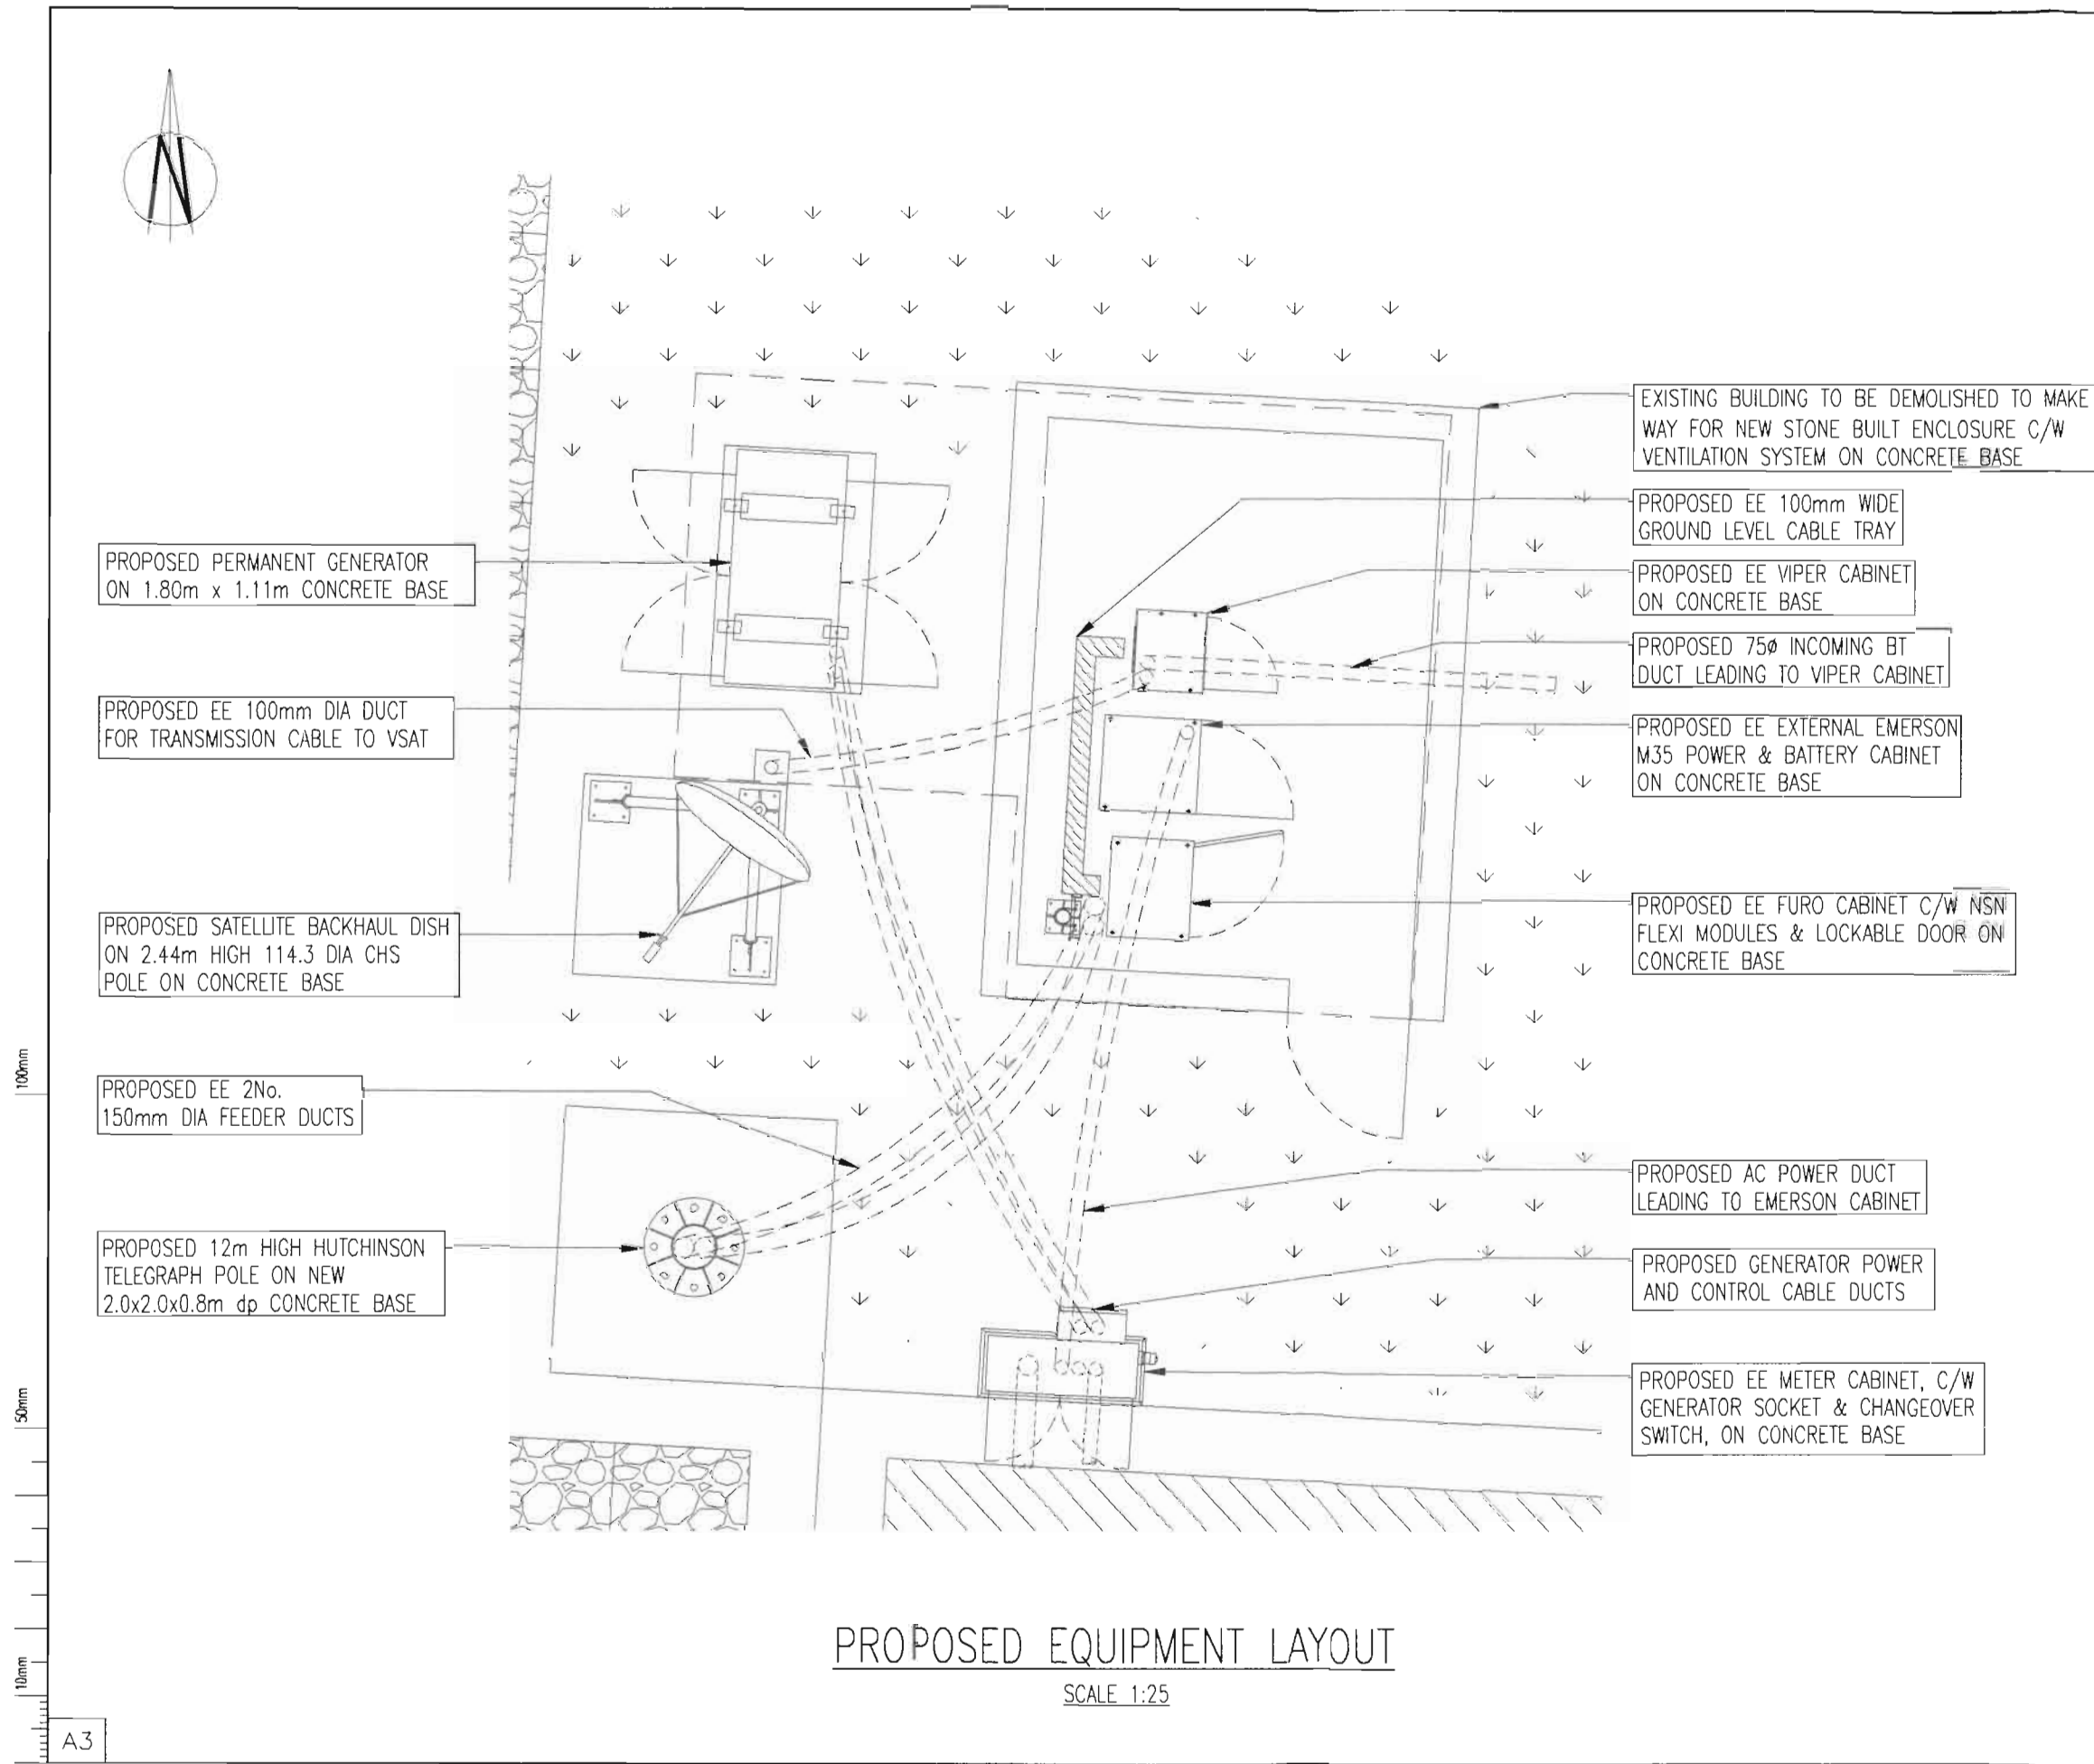 N
EXISTING BUILDING TO BE DEMOLISHED TO MAKE
WAY FOR NEW STONE BUILT ENCLOSURE C/W
VENTILATION SYSTEM ON CONCRETE BASE
PROPOSED EE 100mm WIDE
GROUND LEVEL CABLE TRAY
PROPOSED PERMANENT GENERATOR
ON 1.80m x 1.11m CONCRETE BASE
PROPOSED EE VIPER CABINET
ON CONCRETE BASE
PROPOSED 75ø INCOMING BT
DUCT LEADING TO VIPER CABINET
PROPOSED EE 100mm DIA DUCT
FOR TRANSMISSION CABLE TO VSAT
PROPOSED EE EXTERNAL EMERSON
M35 POWER & BATTERY CABINET
ON CONCRETE BASE
PROPOSED SATELLITE BACKHAUL DISH
ON 2.44m HIGH 114.3 DIA CHS
POLE ON CONCRETE BASE
PROPOSED EE FURO CABINET C/W NSN
FLEXI MODULES & LOCKABLE DOOR ON
CONCRETE BASE
PROPOSED EE 2No.
150mm DIA FEEDER DUCTS
PROPOSED AC POWER DUCT
LEADING TO EMERSON CABINET
PROPOSED 12m HIGH HUTCHINSON
TELEGRAPH POLE ON NEW
2.0x2.0x0.8m dp CONCRETE BASE
PROPOSED GENERATOR POWER
AND CONTROL CABLE DUCTS
PROPOSED EE METER CABINET, C/W
GENERATOR SOCKET & CHANGEOVER
SWITCH, ON CONCRETE BASE
100mm
50mm
10mm
PROPOSED EQUIPMENT LAYOUT
SCALE 1:25
A3